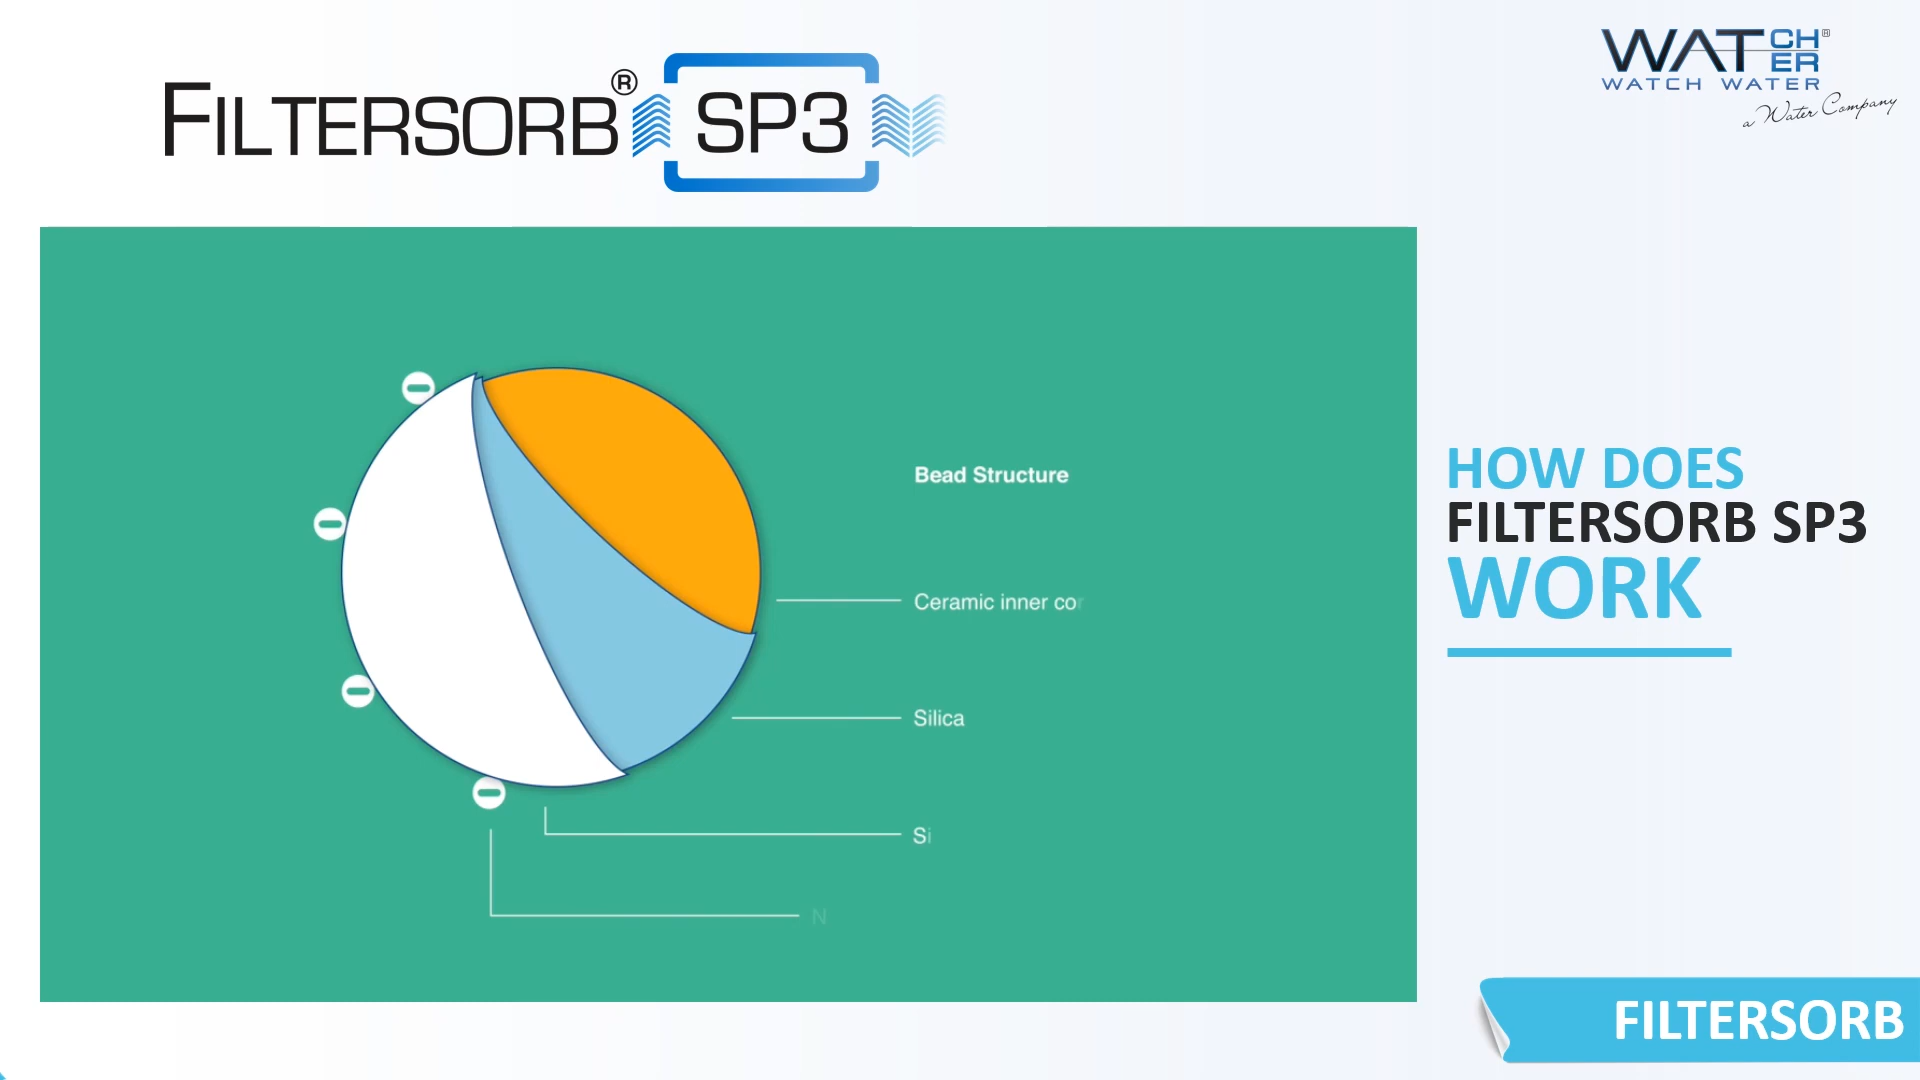 FILTERSORB® SP3
WATCH®ER
WATCH WATER
a Water Company
Bead Structure
Ceramic inner cor
Silica
Si
N
HOW DOES
FILTERSORB SP3
WORK
FILTERSORB